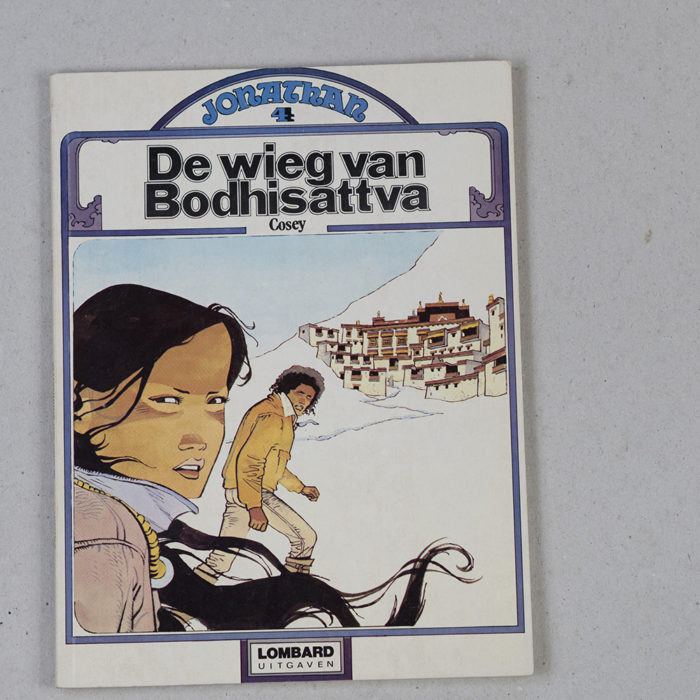 JONATHAN
4
De wieg van
Bodhisattva
Cosey
LOMBARD
UITGAVEN